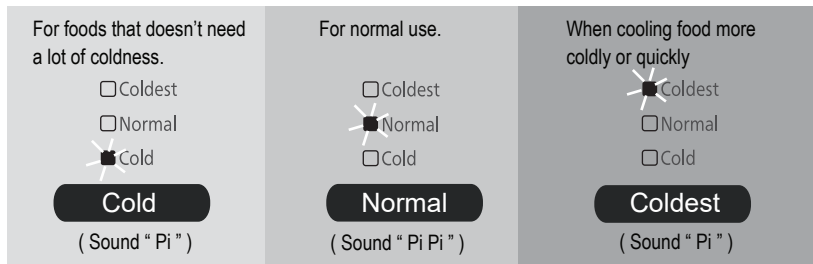 For foods that doesn't need
a lot of coldness.
Coldest
Normal
Cold
Cold
( Sound “ Pi ” )
For normal use.
Coldest
Normal
Cold
Normal
( Sound “ Pi Pi ” )
When cooling food more
coldly or quickly
Coldest
Normal
Cold
Coldest
( Sound “ Pi ” )